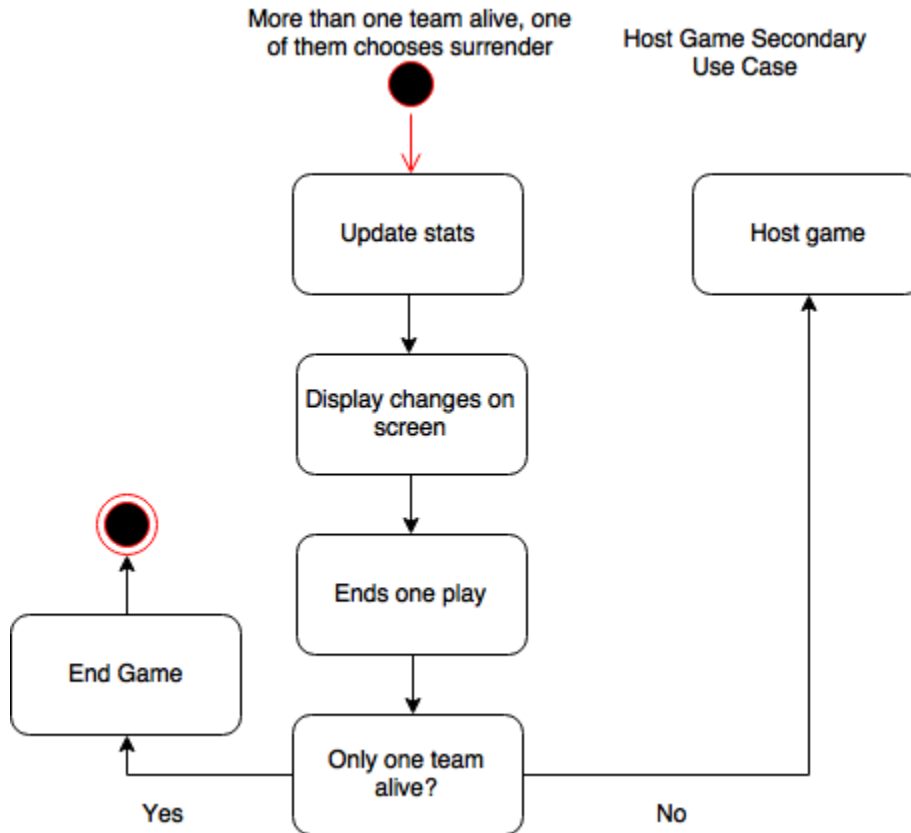 More than one team alive, one
of them chooses surrender
Host Game Secondary
Use Case
Update stats
Host game
Display changes on
screen
Ends one play
End Game
Only one team
alive?
Yes
No